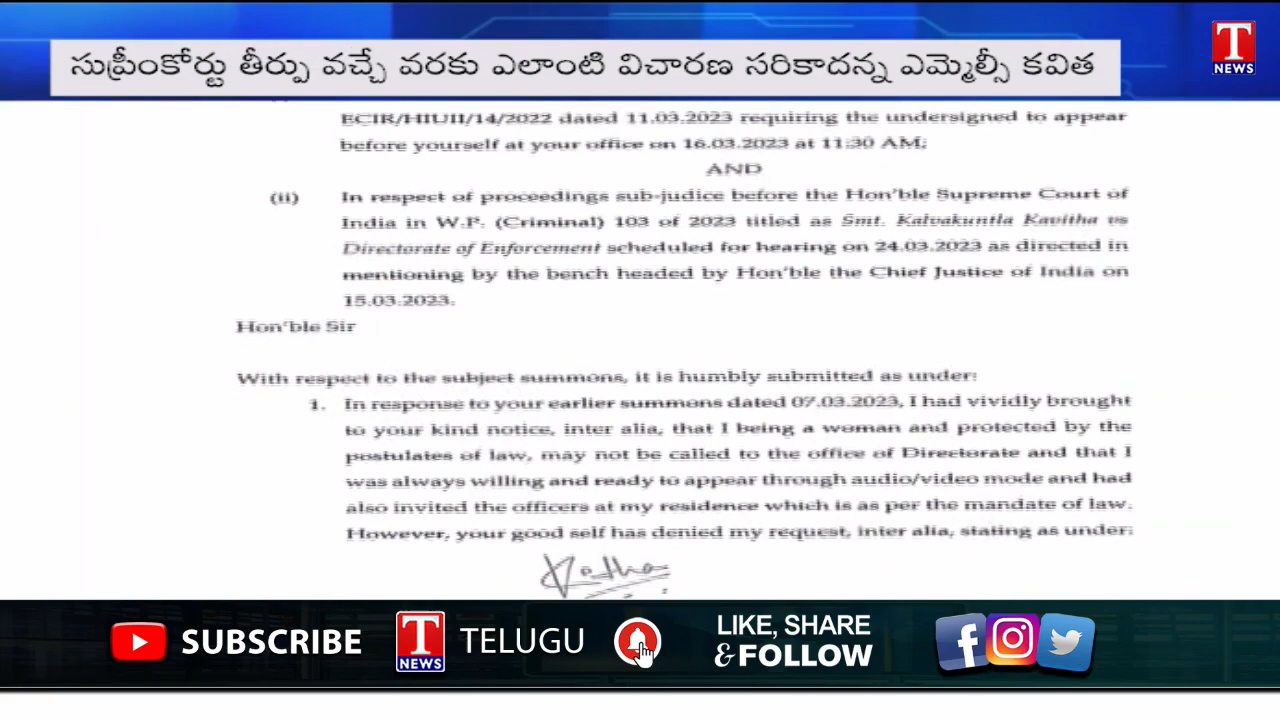 సుప్రీంకోర్టు తీర్పు వచ్చే వరకు ఎలాంటి విచారణ సరికాదన్న ఎమ్మెల్సీ కవిత
T
NEWS
ECIR/HIUII/14/2022 dated 11.03.2023 requiring the undersigned to appear
before yourself at your office on 16.03.2023 at 11:30 AM;
AND
(ii) In respect of proceedings sub-judice before the Hon'ble Supreme Court of
India in W.P. (Criminal) 103 of 2023 titled as Smt. Kalvakuntla Kavitha vs
Directorate of Enforcement scheduled for hearing on 24.03.2023 as directed in
mentioning by the bench headed by Hon'ble the Chief Justice of India on
15.03.2023.
Hon'ble Sir
With respect to the subject summons, it is humbly submitted as under:
1. In response to your earlier summons dated 07.03.2023, I had vividly brought
to your kind notice, inter alia, that I being a woman and protected by the
postulates of law, may not be called to the office of Directorate and that I
was always willing and ready to appear through audio/video mode and had
also invited the officers at my residence which is as per the mandate of law.
However, your good self has denied my request, inter alia, stating as under:
SUBSCRIBE
T
NEWS
TELUGU
LIKE, SHARE
& FOLLOW